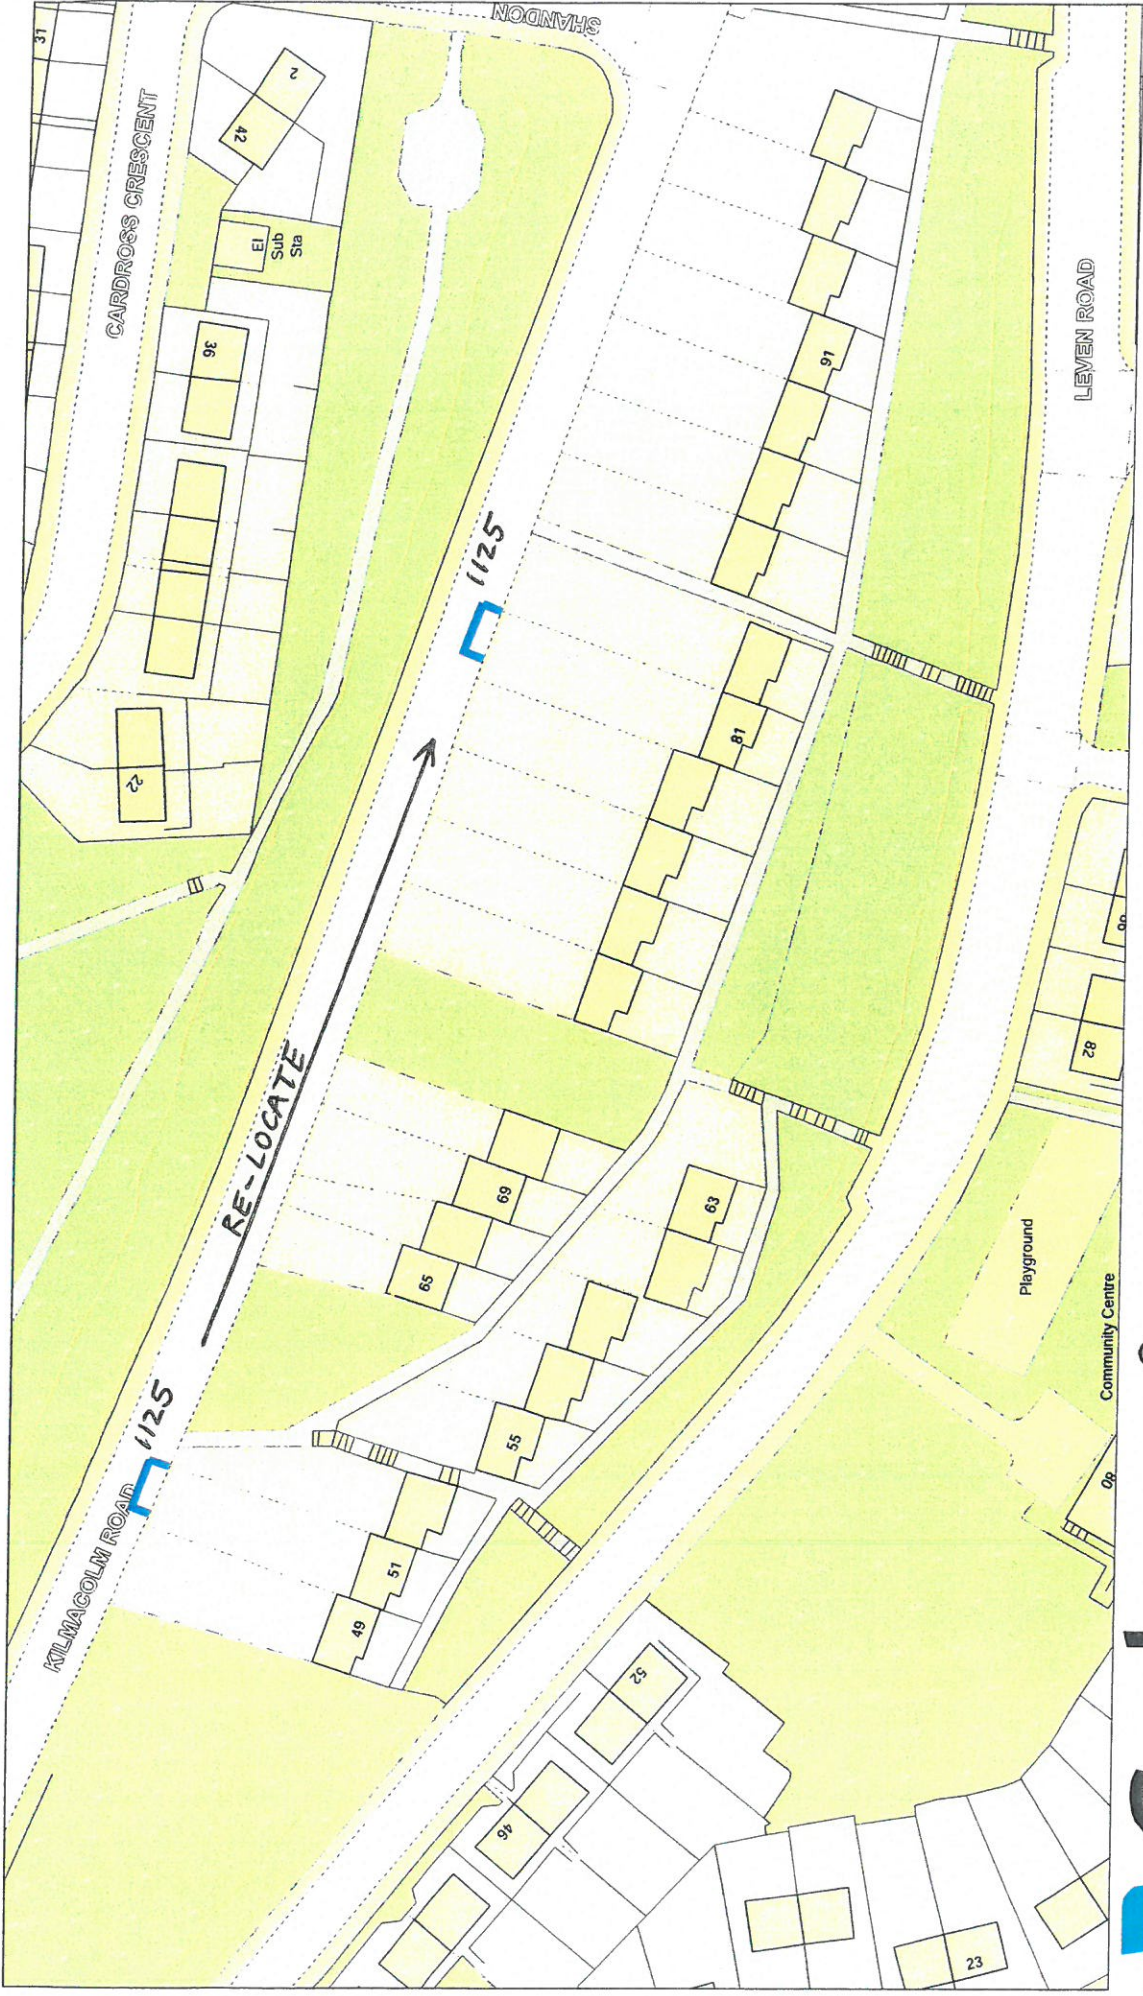 SHANDON
31
CARDROSS CRESCENT
2
42
El
Sub
Sta
36
22
1125
RE-LOCATE
1125
KILMACOLM ROAD
91
81
69
65
63
55
51
49
LEVEN ROAD
82
Playground
Community Centre
52
46
23